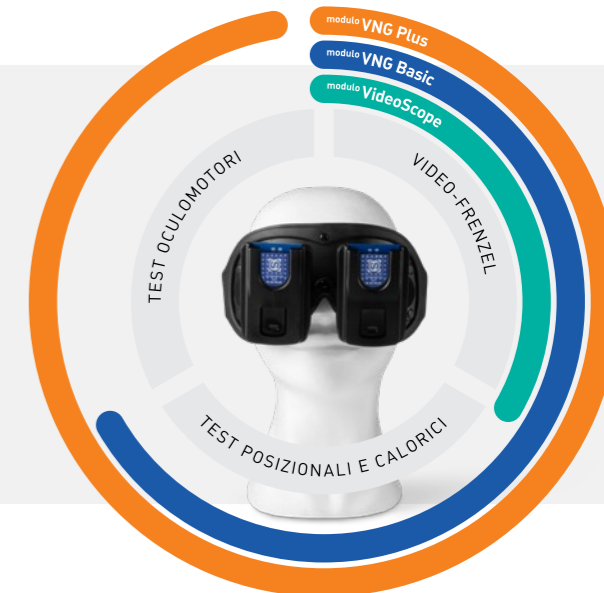 modulo VNG Plus
modulo VNG Basic
modulo VideoScope
TEST OCULOMOTORI
VIDEO-FRENZEL
TEST POSIZIONALI E CALORICI